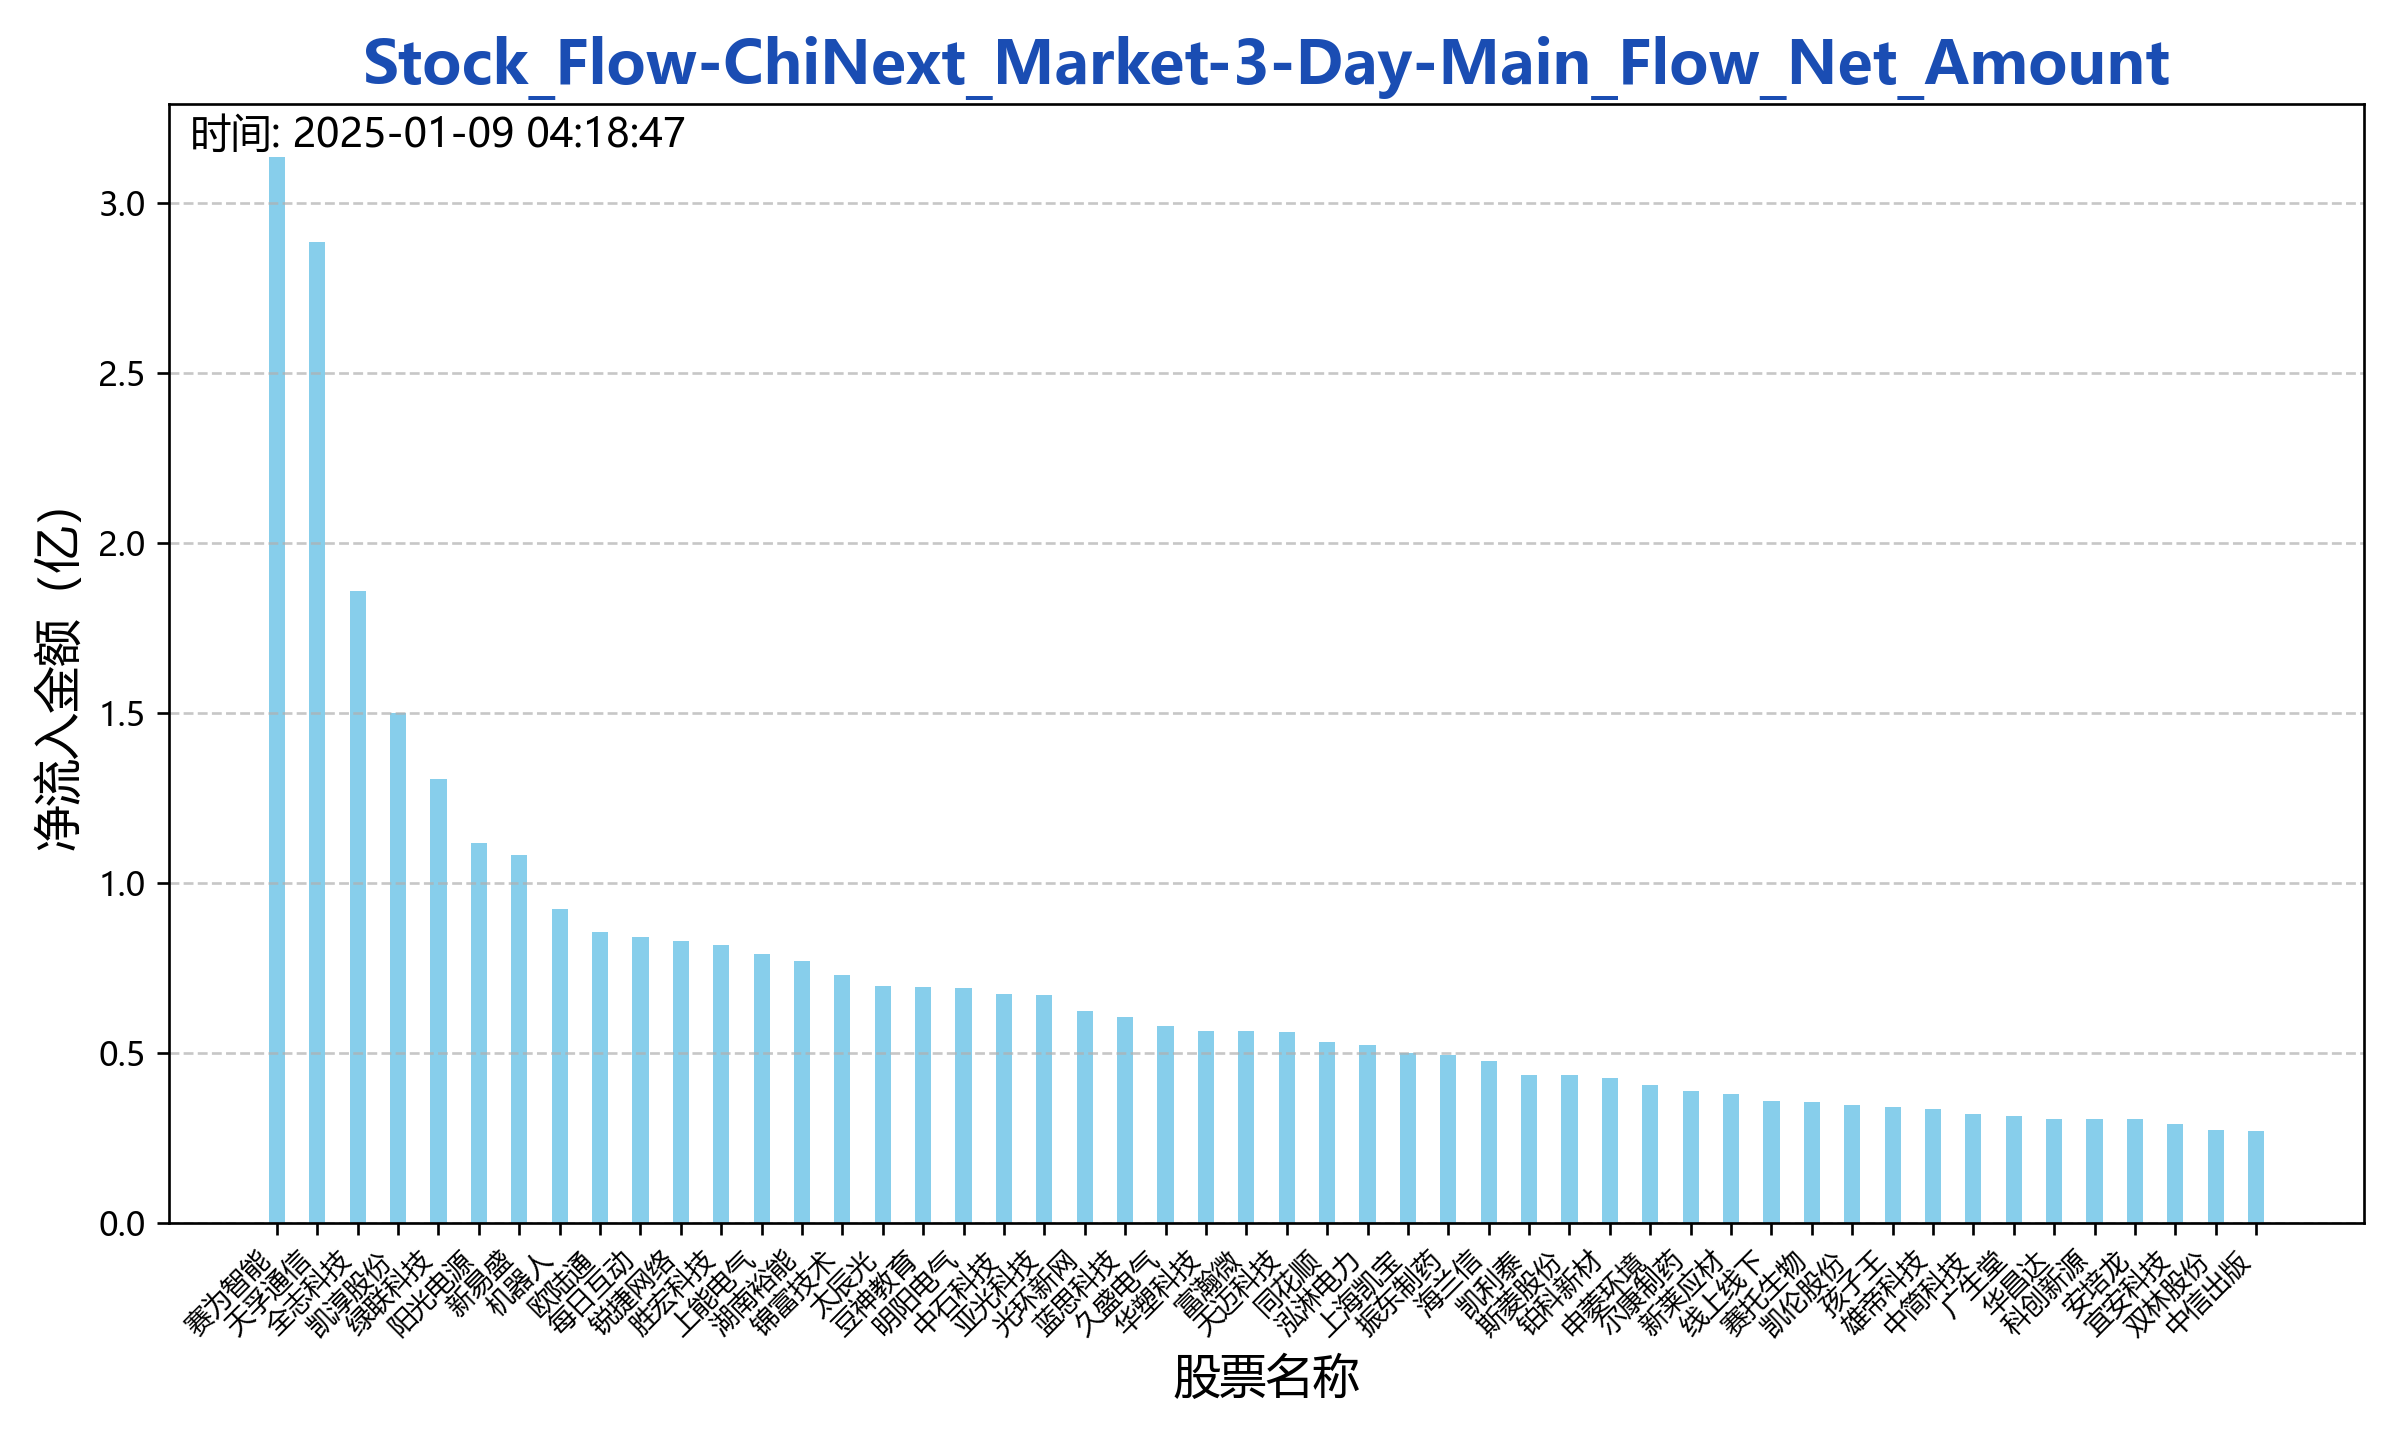 Stock_Flow-ChiNext_Market-3-Day-Main_Flow_Net_Amount
时间: 2025-01-09 04:18:47
净流入金额（亿）
3.0
2.5
2.0
1.5
1.0
0.5
0.0
赛为智能
天孚通信
全志科技
凯淳股份
绿联科技
阳光电源
新易盛
机器人
欧陆通
每日互动
锐捷网络
胜宏科技
上能电气
湖南裕能
锦富技术
太辰光
豆神教育
明阳电气
中石科技
亚光科技
光环新网
蓝思科技
久盛电气
华塑科技
富瀚微
天迈科技
同花顺
泓淋电力
上海凯宝
振东制药
海兰信
凯利泰
斯菱股份
铂科新材
申菱环境
尔康制药
新莱应材
线上线下
赛托生物
凯伦股份
孩子王
雄帝科技
中简科技
广生堂
华昌达
科创新源
安培龙
宜安科技
双林股份
中信出版
股票名称